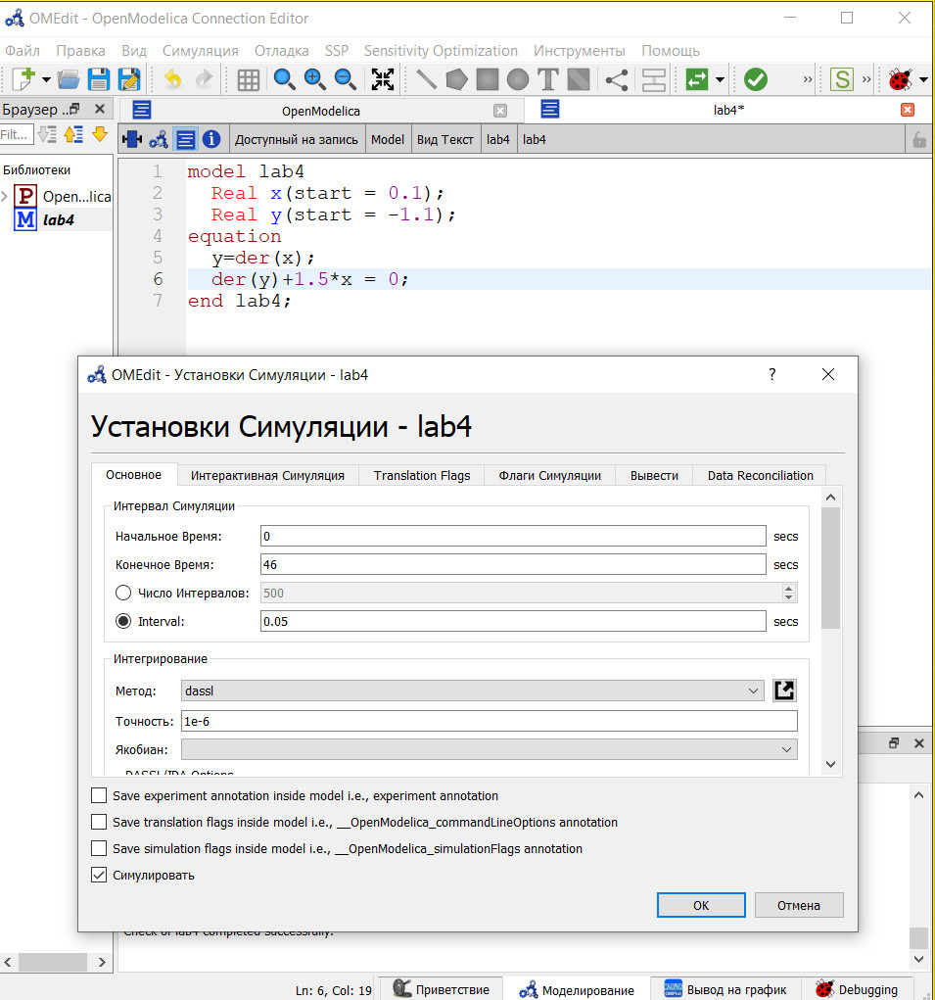 OMEdit - OpenModelica Connection Editor
Файл Правка Вид Симуляция Отладка SSP Sensitivity Optimization Инструменты Помощь
T » S »
Браузер ..
OpenModelica
lab4*
Filt...
Доступный на запись Model Вид Текст lab4 lab4
Библиотеки
P Open...lica
M lab4
1 model lab4
2 Real x(start = 0.1);
3 Real y(start = -1.1);
4 equation
5 y=der(x);
6 der(y)+1.5*x = 0;
7 end lab4;
OMEdit - Установки Симуляции - lab4 ?
Установки Симуляции - lab4
Основное Интерактивная Симуляция Translation Flags Флаги Симуляции Вывести Data Reconciliation
Интервал Симуляции
Начальное Время: 0 secs
Конечное Время: 46 secs
Число Интервалов: 500
Interval: 0.05 secs
Интегрирование
Метод: dassl
Точность: 1e-6
Якобиан:
DASSL/IDA Options
Save experiment annotation inside model i.e., experiment annotation
Save translation flags inside model i.e., __OpenModelica_commandLineOptions annotation
Save simulation flags inside model i.e., __OpenModelica_simulationFlags annotation
Симулировать
ОК Отмена
Check of lab4 completed successfully.
Ln: 6, Col: 19 Приветствие Моделирование Вывод на график Debugging